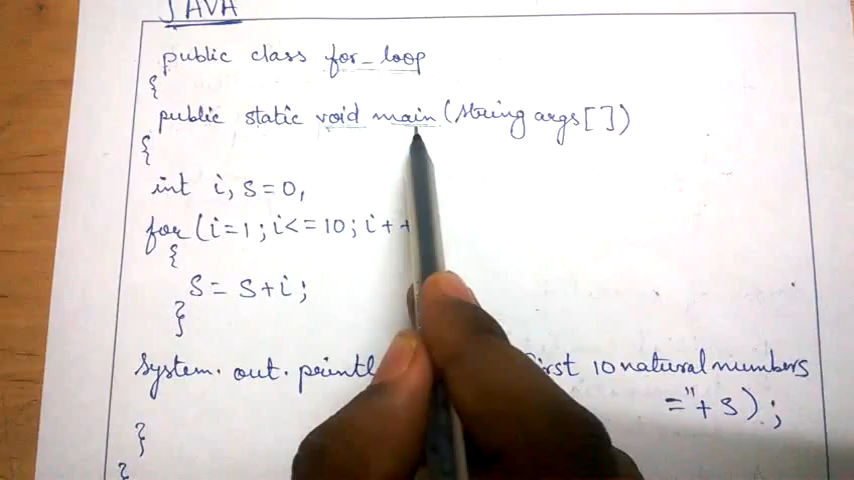 JAVA
public class for_loop
{
public static void main (String args [])
{
int i, s = 0,
for (i=1; i<=10; i++
{
s = s+i;
}
System. out. println first 10 natural numbers
="+s);
}
}